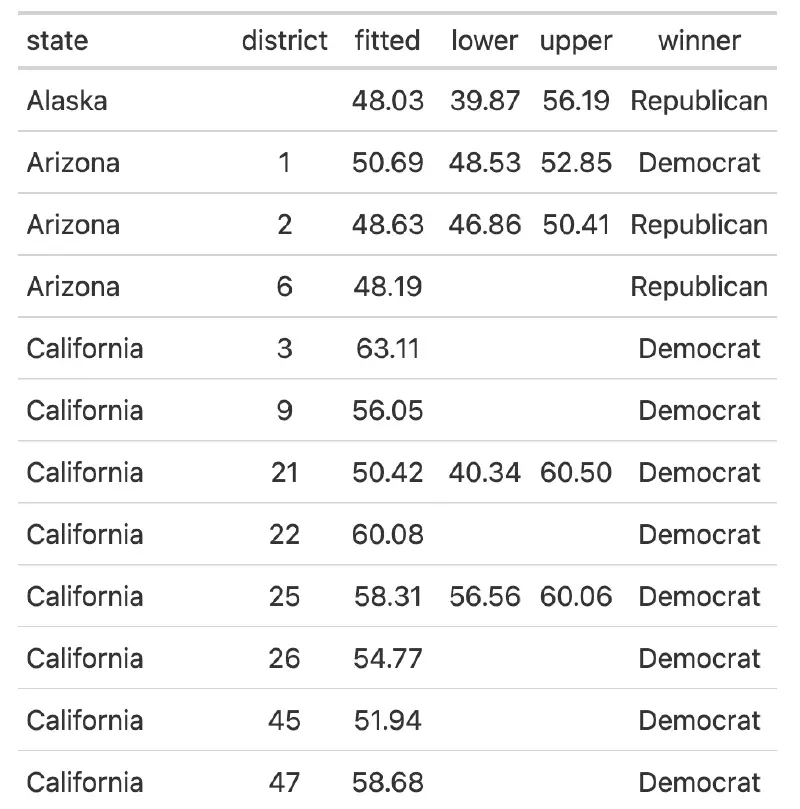 state district fitted lower upper winner
Alaska 48.03 39.87 56.19 Republican
Arizona 1 50.69 48.53 52.85 Democrat
Arizona 2 48.63 46.86 50.41 Republican
Arizona 6 48.19 Republican
California 3 63.11 Democrat
California 9 56.05 Democrat
California 21 50.42 40.34 60.50 Democrat
California 22 60.08 Democrat
California 25 58.31 56.56 60.06 Democrat
California 26 54.77 Democrat
California 45 51.94 Democrat
California 47 58.68 Democrat